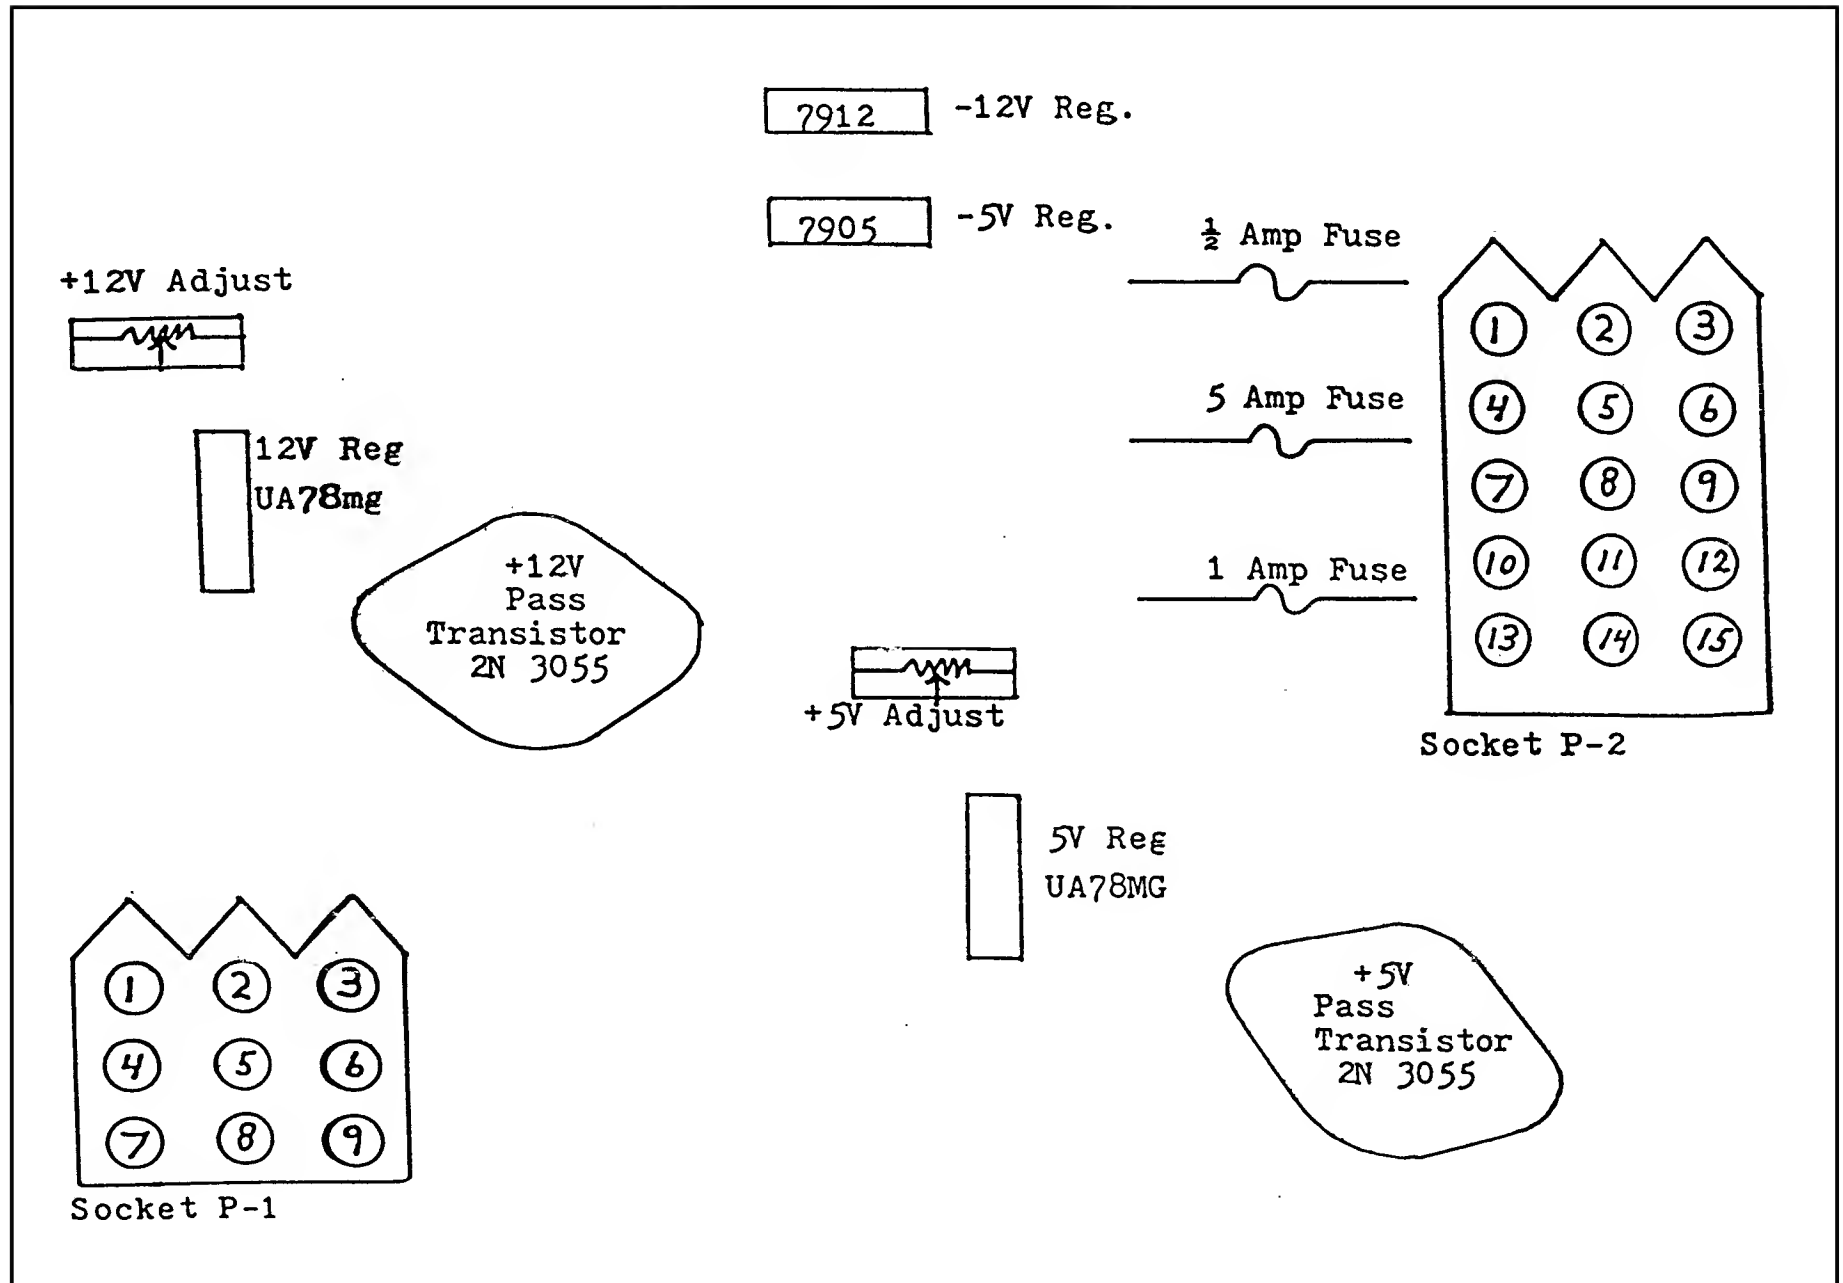 7912 -12V Reg.
7905 -5V Reg.
+12V Adjust
12V Reg
UA78mg
+12V
Pass
Transistor
2N 3055
½ Amp Fuse
5 Amp Fuse
1 Amp Fuse
1 2 3
4 5 6
7 8 9
10 11 12
13 14 15
Socket P-2
+5V Adjust
5V Reg
UA78MG
+5V
Pass
Transistor
2N 3055
1 2 3
4 5 6
7 8 9
Socket P-1